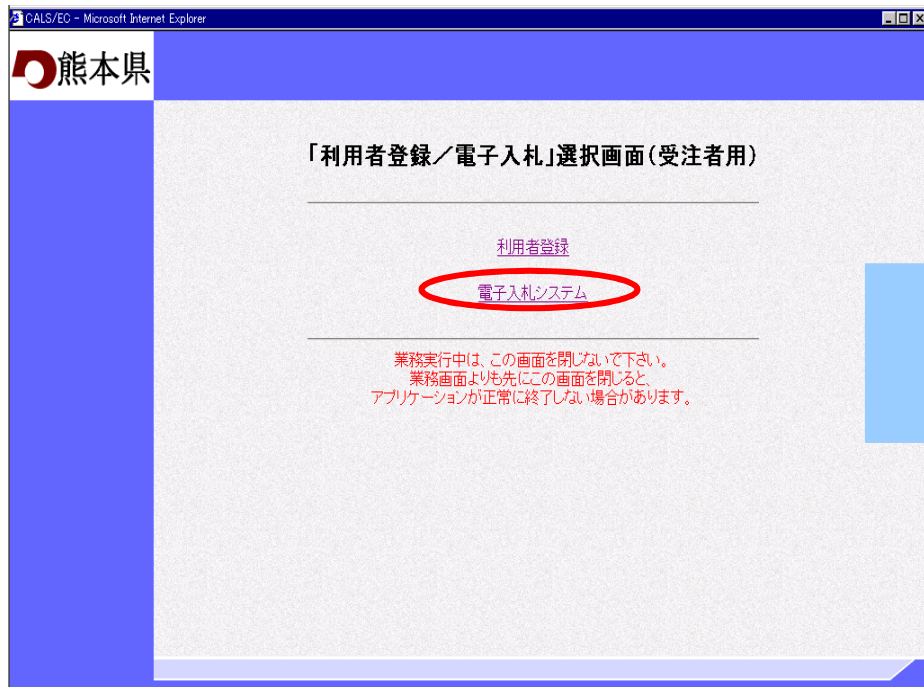 CALS/EC - Microsoft Internet Explorer
熊本県
「利用者登録／電子入札」選択画面(受注者用)
利用者登録
電子入札システム
業務実行中は、この画面を閉じないで下さい。
業務画面よりも先にこの画面を閉じると、
アプリケーションが正常に終了しない場合があります。